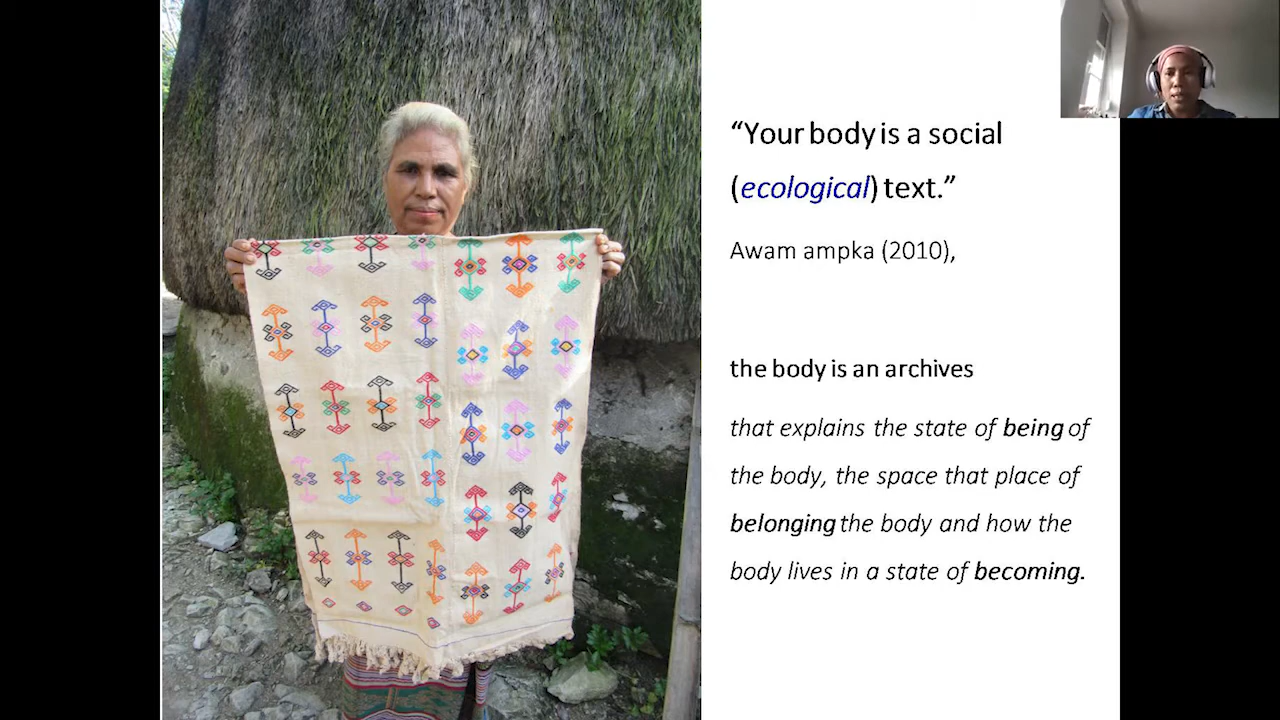 “Your body is a social
(ecological) text.”
Awam ampka (2010),
the body is an archives
that explains the state of being of
the body, the space that place of
belonging the body and how the
body lives in a state of becoming.